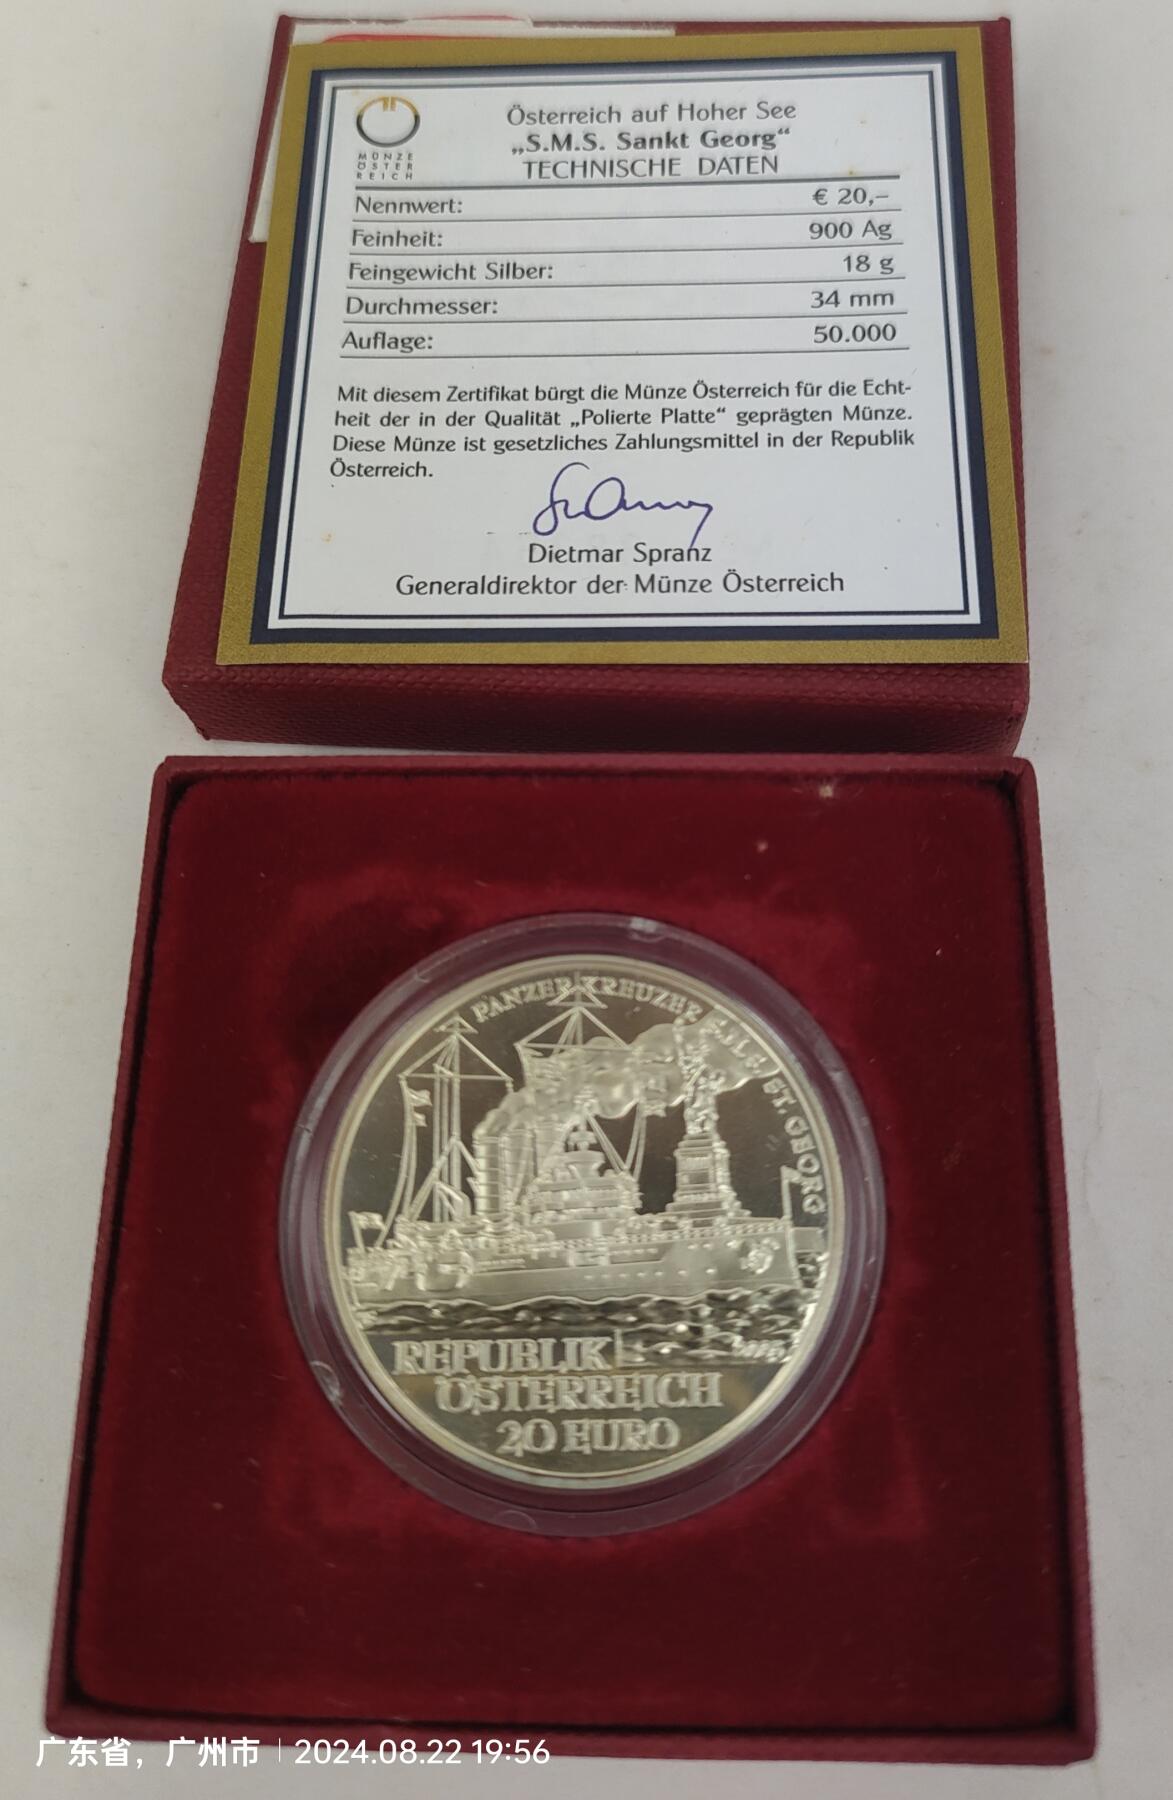 MÜNZE
ÖSTER
REICH
Österreich auf Hoher See
„S.M.S. Sankt Georg“
TECHNISCHE DATEN
Nennwert: € 20,–
Feinheit: 900 Ag
Feingewicht Silber: 18 g
Durchmesser: 34 mm
Auflage: 50.000
Mit diesem Zertifikat bürgt die Münze Österreich für die Echt-
heit der in der Qualität „Polierte Platte“ geprägten Münze.
Diese Münze ist gesetzliches Zahlungsmittel in der Republik
Österreich.
Dietmar Spranz
Generaldirektor der Münze Österreich
PANZERKREUZER S.M.S. ST. GEORG
REPUBLIK
ÖSTERREICH
20 EURO
广东省，广州市 | 2024.08.22 19:56